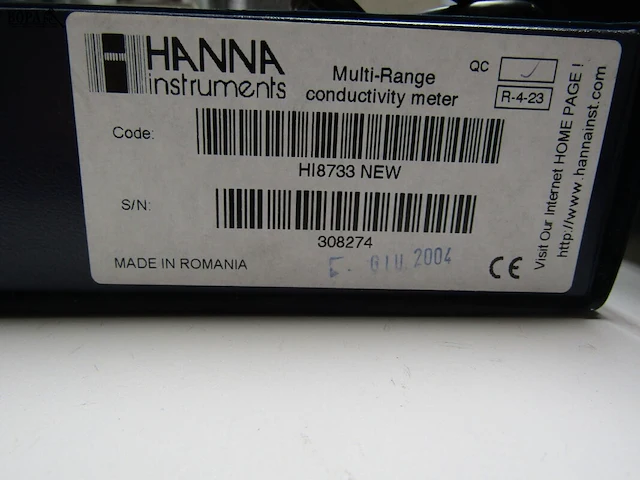 HANNA
instruments
Multi-Range
conductivity meter
QC
R-4-23
Code:
HI8733 NEW
S/N:
308274
MADE IN ROMANIA
GIU 2004
CE
Visit Our Internet HOME PAGE !
http://www.hannainst.com